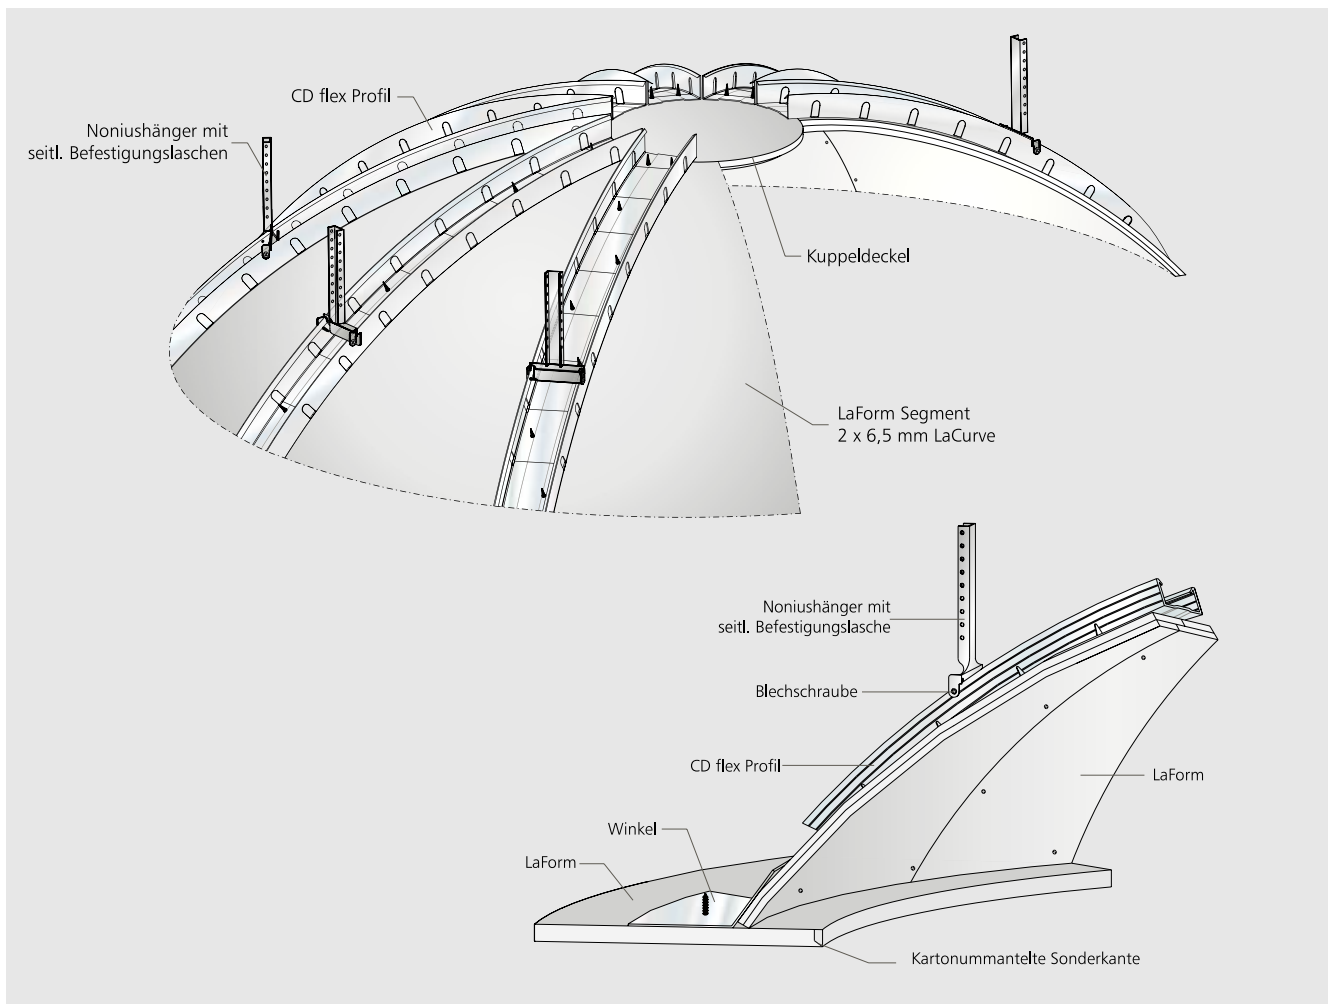 CD flex Profil
Noniushänger mit
seitl. Befestigungslaschen
Kuppeldeckel
LaForm Segment
2 x 6,5 mm LaCurve
Noniushänger mit
seitl. Befestigungslasche
Blechschraube
CD flex Profil
LaForm
Winkel
LaForm
Kartonummantelte Sonderkante